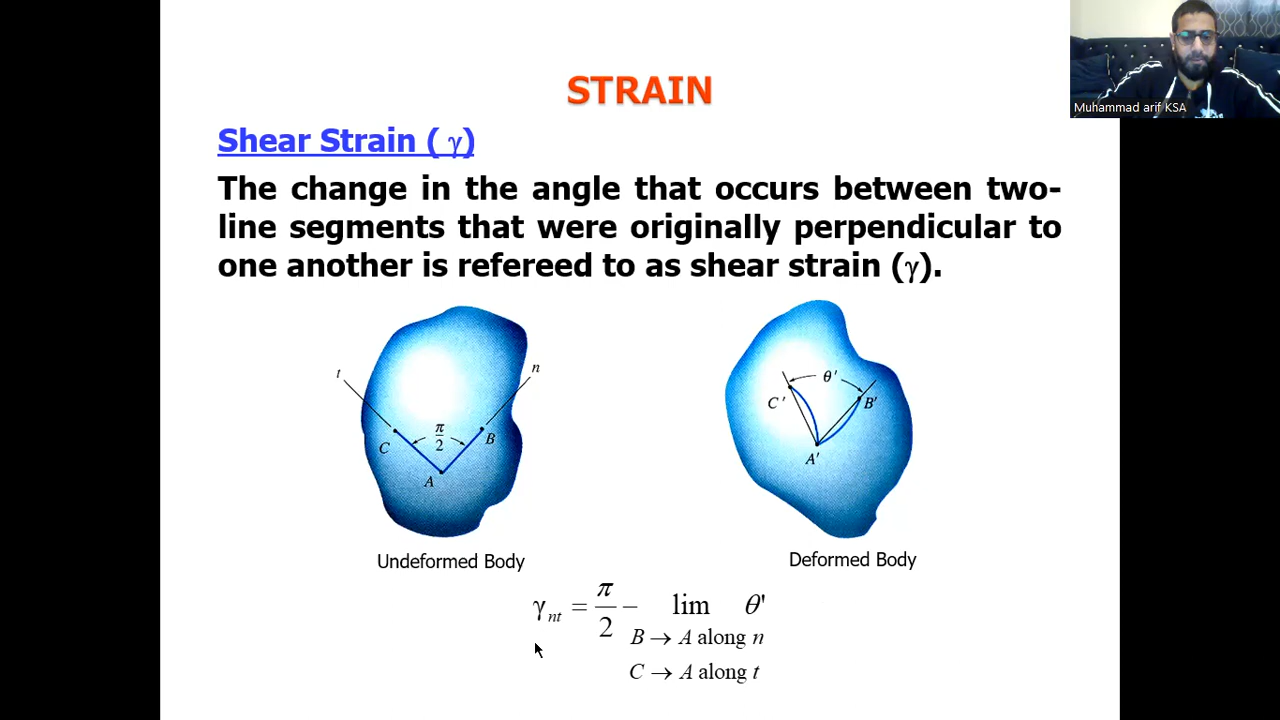 STRAIN
Muhammad arif KSA
Shear Strain ( γ)
The change in the angle that occurs between two-
line segments that were originally perpendicular to
one another is refereed to as shear strain (γ).
t
n
C
π/2
B
A
θ'
C'
B'
A'
Undeformed Body
Deformed Body
γnt = π/2 − lim θ'
B → A along n
C → A along t